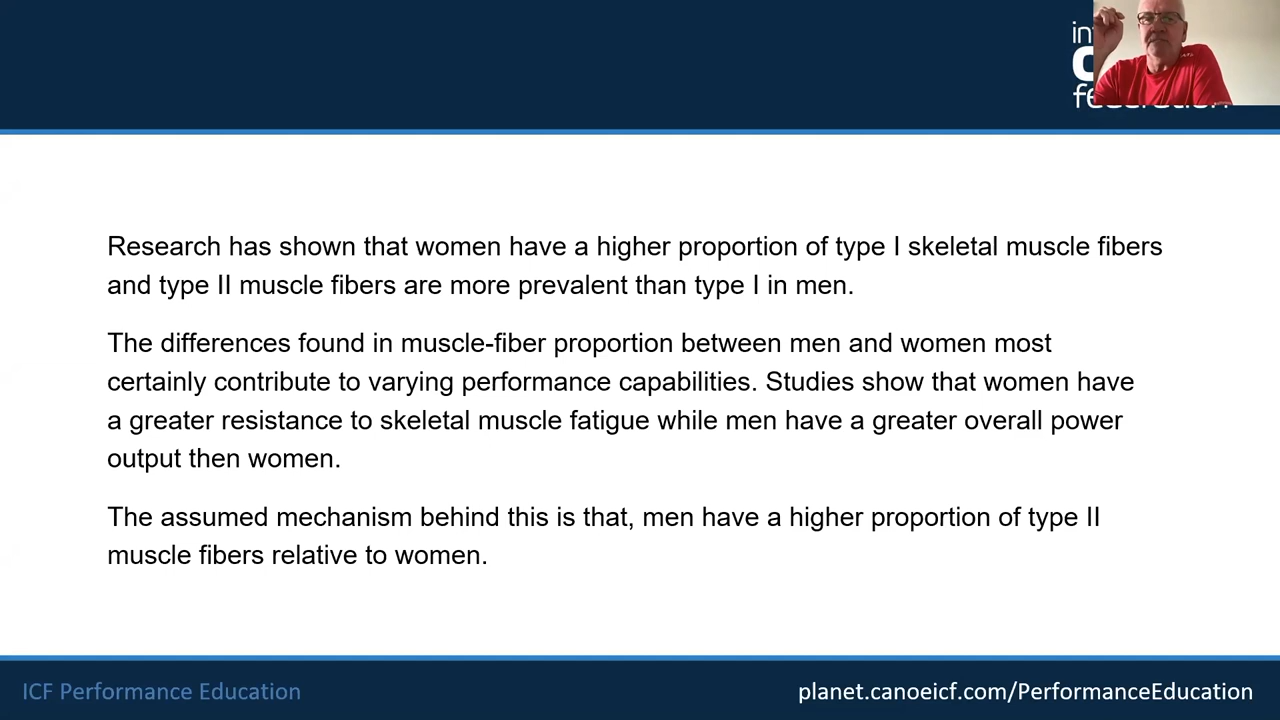 Research has shown that women have a higher proportion of type I skeletal muscle fibers
and type II muscle fibers are more prevalent than type I in men.
The differences found in muscle-fiber proportion between men and women most
certainly contribute to varying performance capabilities. Studies show that women have
a greater resistance to skeletal muscle fatigue while men have a greater overall power
output then women.
The assumed mechanism behind this is that, men have a higher proportion of type II
muscle fibers relative to women.
ICF Performance Education
planet.canoeicf.com/PerformanceEducation